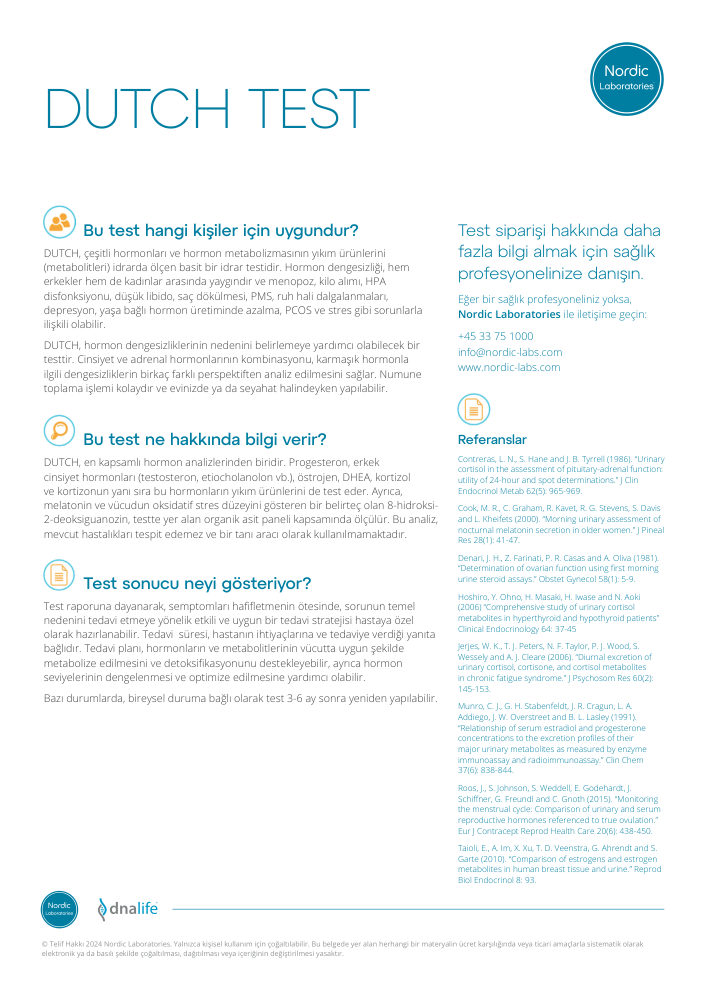 Nordic
Laboratories
DUTCH TEST
Bu test hangi kişiler için uygundur?
DUTCH, çeşitli hormonları ve hormon metabolizmasının yıkım ürünlerini
(metabolitleri) idrarda ölçen basit bir idrar testidir. Hormon dengesizliği, hem
erkekler hem de kadınlar arasında yaygındır ve menopoz, kilo alımı, HPA
disfonksiyonu, düşük libido, saç dökülmesi, PMS, ruh hali dalgalanmaları,
depresyon, yaşa bağlı hormon üretiminde azalma, PCOS ve stres gibi sorunlarla
ilişkili olabilir.
DUTCH, hormon dengesizliklerinin nedenini belirlemeye yardımcı olabilecek bir
testtir. Cinsiyet ve adrenal hormonlarının kombinasyonu, karmaşık hormonla
ilgili dengesizliklerin birkaç farklı perspektiften analiz edilmesini sağlar. Numune
toplama işlemi kolaydır ve evinizde ya da seyahat halindeyken yapılabilir.
Bu test ne hakkında bilgi verir?
DUTCH, en kapsamlı hormon analizlerinden biridir. Progesteron, erkek
cinsiyet hormonları (testosteron, etiocholanolon vb.), östrojen, DHEA, kortizol
ve kortizonun yanı sıra bu hormonların yıkım ürünlerini de test eder. Ayrıca,
melatonin ve vücudun oksidatif stres düzeyini gösteren bir belirteç olan 8-hidroksi-
2-deoksiguanozin, testte yer alan organik asit paneli kapsamında ölçülür. Bu analiz,
mevcut hastalıkları tespit edemez ve bir tanı aracı olarak kullanılmamaktadır.
Test sonucu neyi gösteriyor?
Test raporuna dayanarak, semptomları hafifletmenin ötesinde, sorunun temel
nedenini tedavi etmeye yönelik etkili ve uygun bir tedavi stratejisi hastaya özel
olarak hazırlanabilir. Tedavi  süresi, hastanın ihtiyaçlarına ve tedaviye verdiği yanıta
bağlıdır. Tedavi planı, hormonların ve metabolitlerinin vücutta uygun şekilde
metabolize edilmesini ve detoksifikasyonunu destekleyebilir, ayrıca hormon
seviyelerinin dengelenmesi ve optimize edilmesine yardımcı olabilir.
Bazı durumlarda, bireysel duruma bağlı olarak test 3-6 ay sonra yeniden yapılabilir.
Test siparişi hakkında daha
fazla bilgi almak için sağlık
profesyonelinize danışın.
Eğer bir sağlık profesyoneliniz yoksa,
Nordic Laboratories ile iletişime geçin:
+45 33 75 1000
info@nordic-labs.com
www.nordic-labs.com
Referanslar
Contreras, L. N., S. Hane and J. B. Tyrrell (1986). "Urinary
cortisol in the assessment of pituitary-adrenal function:
utility of 24-hour and spot determinations." J Clin
Endocrinol Metab 62(5): 965-969.
Cook, M. R., C. Graham, R. Kavet, R. G. Stevens, S. Davis
and L. Kheifets (2000). "Morning urinary assessment of
nocturnal melatonin secretion in older women." J Pineal
Res 28(1): 41-47.
Denari, J. H., Z. Farinati, P. R. Casas and A. Oliva (1981).
"Determination of ovarian function using first morning
urine steroid assays." Obstet Gynecol 58(1): 5-9.
Hoshiro, Y. Ohno, H. Masaki, H. Iwase and N. Aoki
(2006) "Comprehensive study of urinary cortisol
metabolites in hyperthyroid and hypothyroid patients"
Clinical Endocrinology 64: 37-45
Jerjes, W. K., T. J. Peters, N. F. Taylor, P. J. Wood, S.
Wessely and A. J. Cleare (2006). "Diurnal excretion of
urinary cortisol, cortisone, and cortisol metabolites
in chronic fatigue syndrome." J Psychosom Res 60(2):
145-153.
Munro, C. J., G. H. Stabenfeldt, J. R. Cragun, L. A.
Addiego, J. W. Overstreet and B. L. Lasley (1991).
"Relationship of serum estradiol and progesterone
concentrations to the excretion profiles of their
major urinary metabolites as measured by enzyme
immunoassay and radioimmunoassay." Clin Chem
37(6): 838-844.
Roos, J., S. Johnson, S. Weddell, E. Godehardt, J.
Schiffner, G. Freundl and C. Gnoth (2015). "Monitoring
the menstrual cycle: Comparison of urinary and serum
reproductive hormones referenced to true ovulation."
Eur J Contracept Reprod Health Care 20(6): 438-450.
Taioli, E., A. Im, X. Xu, T. D. Veenstra, G. Ahrendt and S.
Garte (2010). "Comparison of estrogens and estrogen
metabolites in human breast tissue and urine." Reprod
Biol Endocrinol 8: 93.
Nordic
Laboratories
dnalife
© Telif Hakkı 2024 Nordic Laboratories. Yalnızca kişisel kullanım için çoğaltılabilir. Bu belgede yer alan herhangi bir materyalin ücret karşılığında veya ticari amaçlarla sistematik olarak
elektronik ya da basılı şekilde çoğaltılması, dağıtılması veya içeriğinin değiştirilmesi yasaktır.